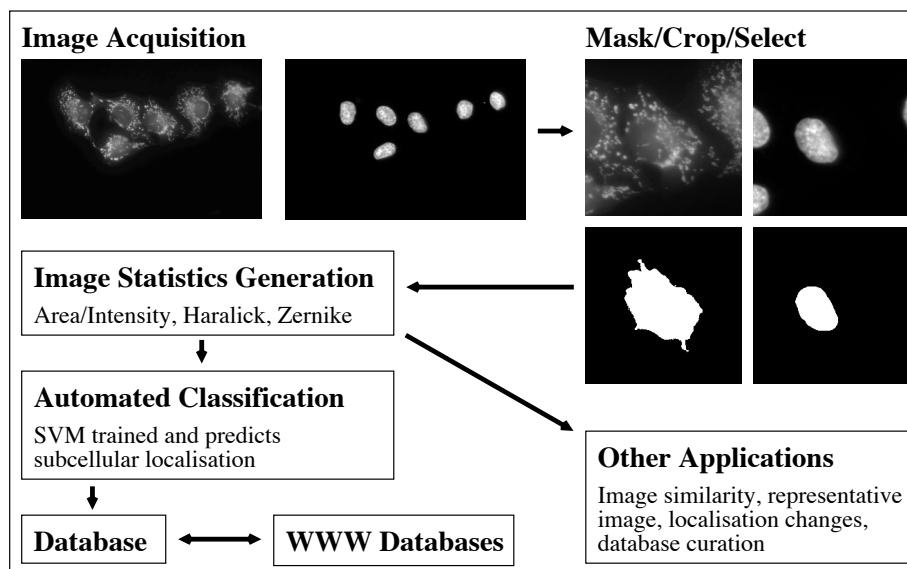 Image Acquisition
Mask/Crop/Select
Image Statistics Generation
Area/Intensity, Haralick, Zernike
Automated Classification
SVM trained and predicts
subcellular localisation
Other Applications
Image similarity, representative
image, localisation changes,
database curation
Database
WWW Databases